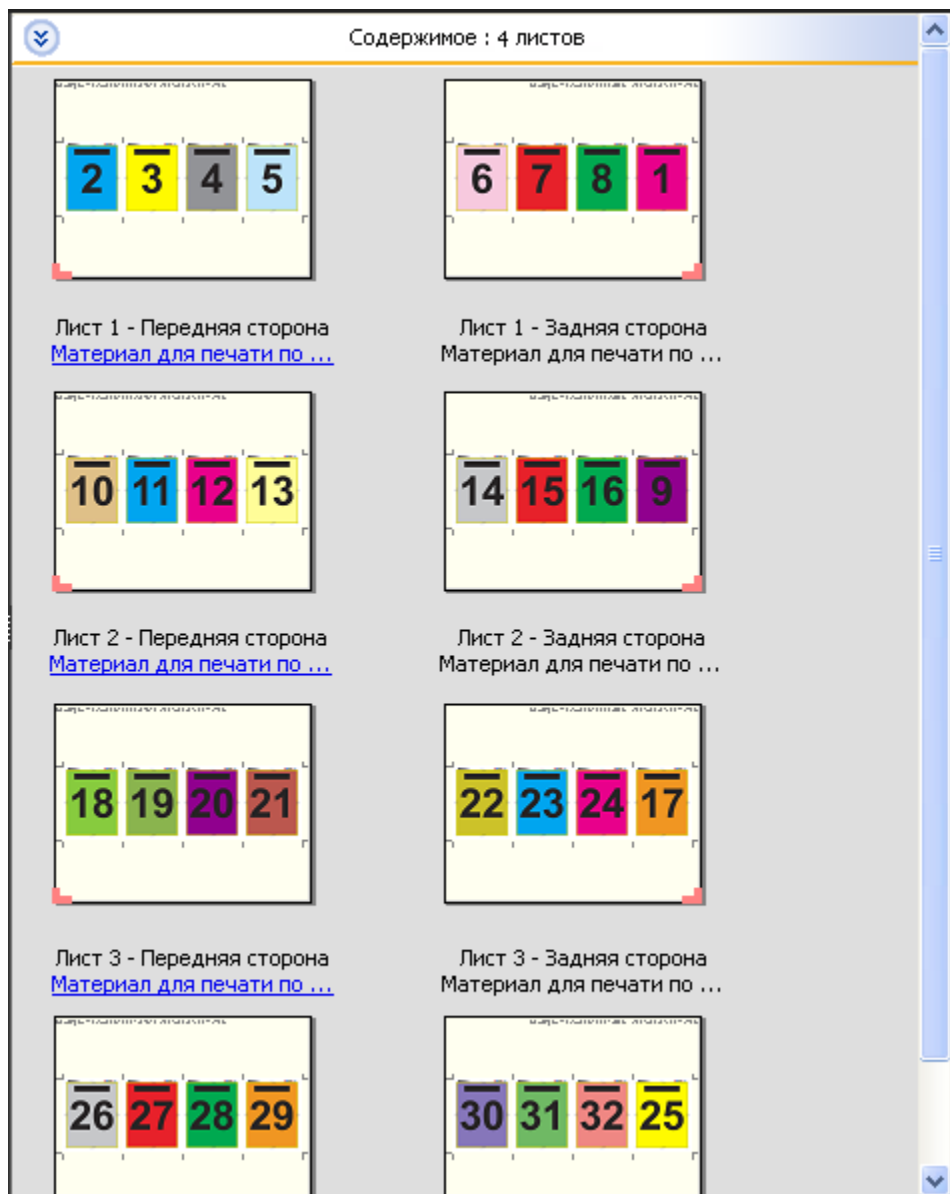 Содержимое : 4 листов
2 3 4 5
6 7 8 1
Лист 1 - Передняя сторона
Материал для печати по ...
Лист 1 - Задняя сторона
Материал для печати по ...
10 11 12 13
14 15 16 9
Лист 2 - Передняя сторона
Материал для печати по ...
Лист 2 - Задняя сторона
Материал для печати по ...
18 19 20 21
22 23 24 17
Лист 3 - Передняя сторона
Материал для печати по ...
Лист 3 - Задняя сторона
Материал для печати по ...
26 27 28 29
30 31 32 25